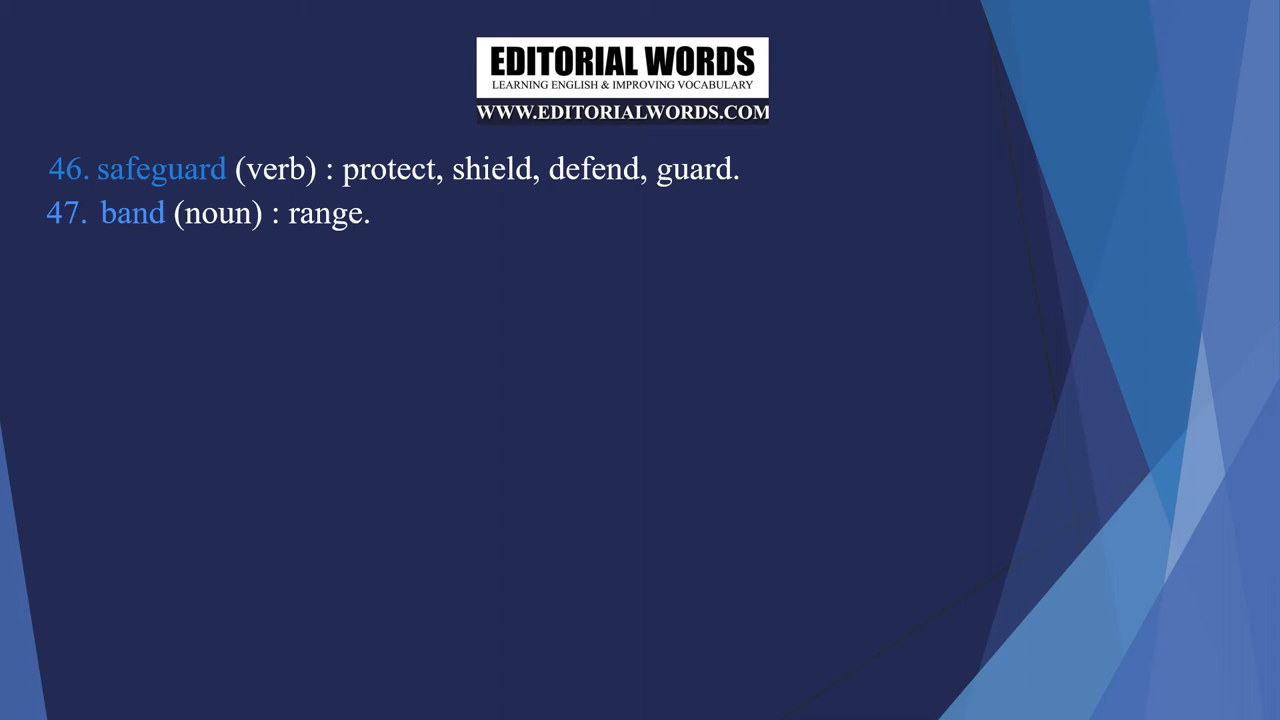 EDITORIAL WORDS
LEARNING ENGLISH & IMPROVING VOCABULARY
WWW.EDITORIALWORDS.COM
46. safeguard (verb) : protect, shield, defend, guard.
47. band (noun) : range.